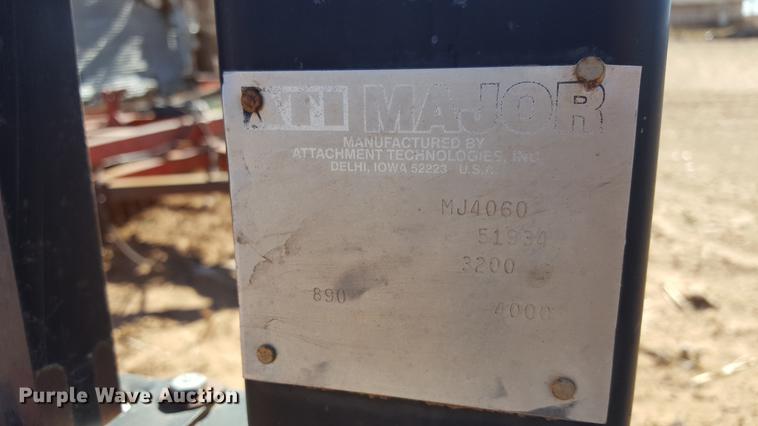 ATI MAJOR
MANUFACTURED BY
ATTACHMENT TECHNOLOGIES, INC.
DELHI, IOWA 52223 U.S.A.
MJ4060
51934
3200
890
4000
Purple Wave Auction®